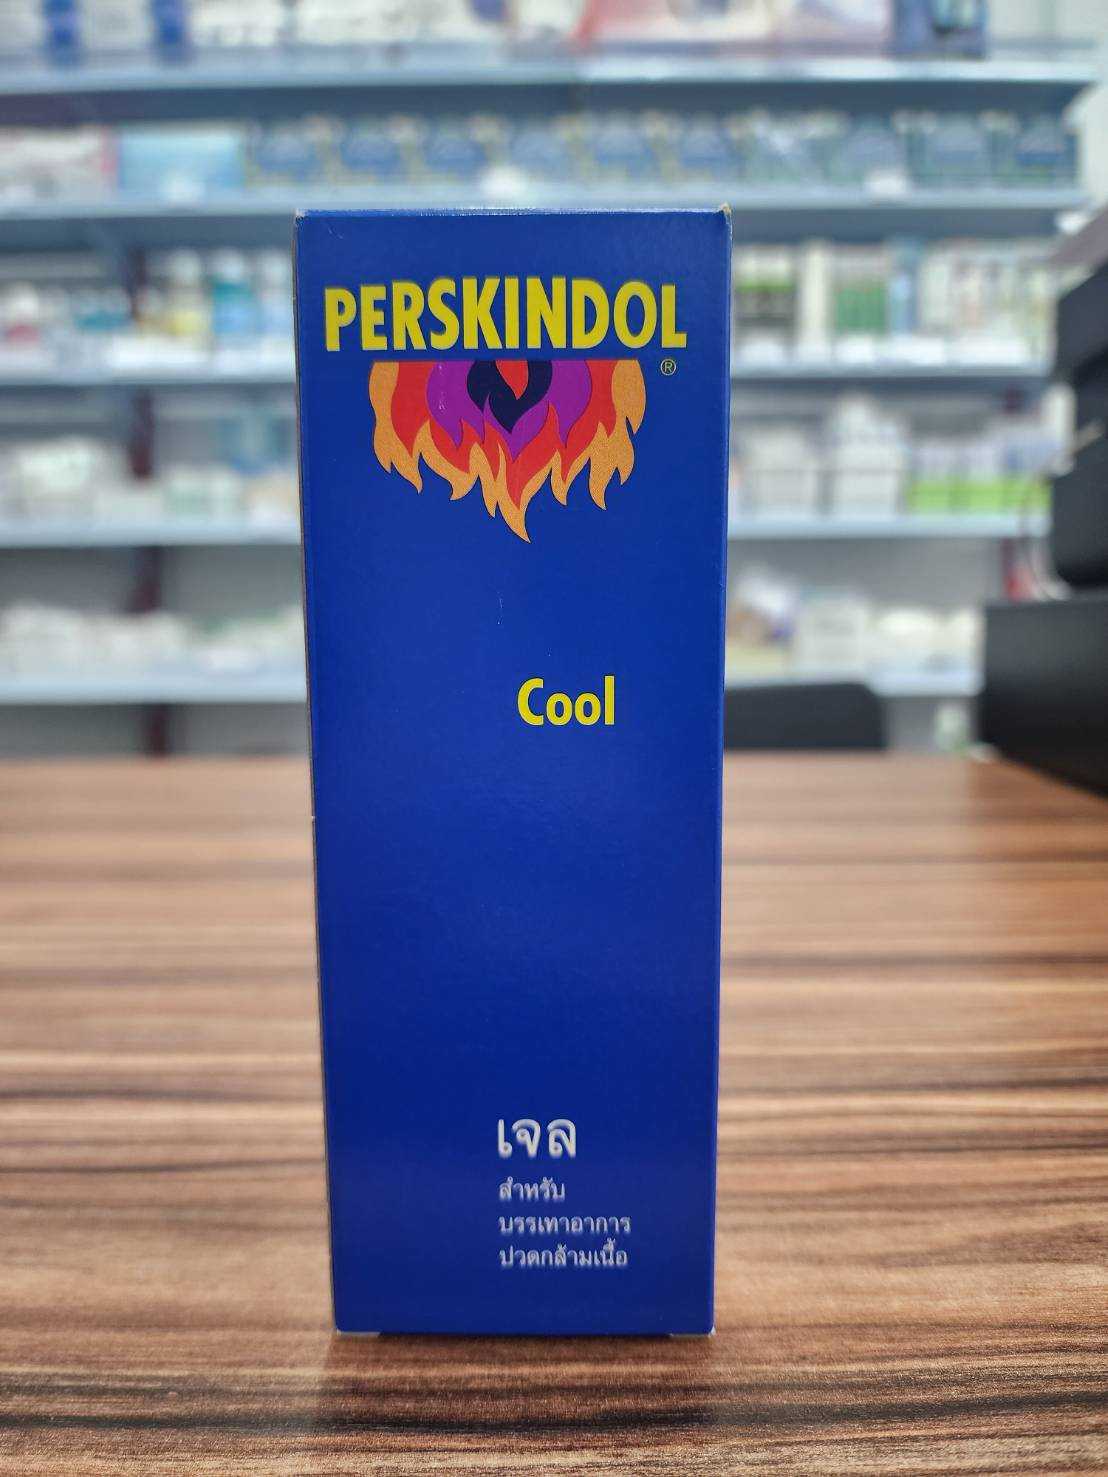 PERSKINDOL
®
Cool
เจล
สำหรับ
บรรเทาอาการ
ปวดกล้ามเนื้อ